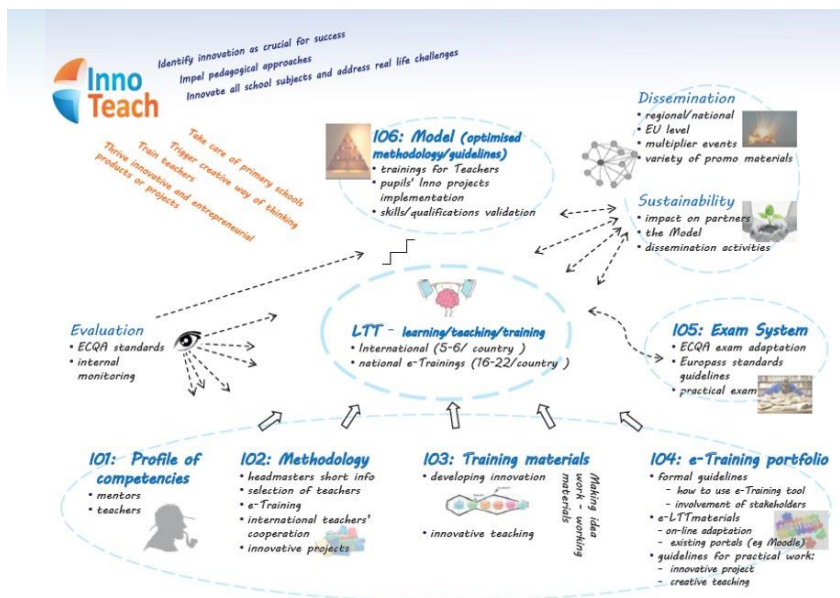 Inno
Teach
Identify innovation as crucial for success
Impel pedagogical approaches
Innovate all school subjects and address real life challenges
Take care of primary schools
Train teachers
Trigger creative way of thinking
Thrive innovative and entrepreneurial
products or projects
IO6: Model (optimised
methodology/guidelines)
• trainings for Teachers
• pupils' Inno projects
implementation
• skills/qualifications validation
Dissemination
• regional/national
• EU level
• multiplier events
• variety of promo materials
Sustainability
• impact on partners
• the Model
• dissemination activities
Evaluation
• ECQA standards
• internal
monitoring
LTT - learning/teaching/training
• International (5-6/ country )
• national e-Trainings (16-22/country )
IO5: Exam System
• ECQA exam adaptation
• Europass standards
guidelines
• practical exam
IO1: Profile of
competencies
• mentors
• teachers
IO2: Methodology
• headmasters short info
• selection of teachers
• e-Training
• international teachers'
cooperation
• innovative projects
IO3: Training materials
• developing innovation
• innovative teaching
Making idea
work - working
materials
IO4: e-Training portfolio
• formal guidelines
- how to use e-Training tool
- involvement of stakeholders
• e-LTTmaterials
- on-line adaptation
- existing portals (eg Moodle)
• guidelines for practical work:
- innovative project
- creative teaching